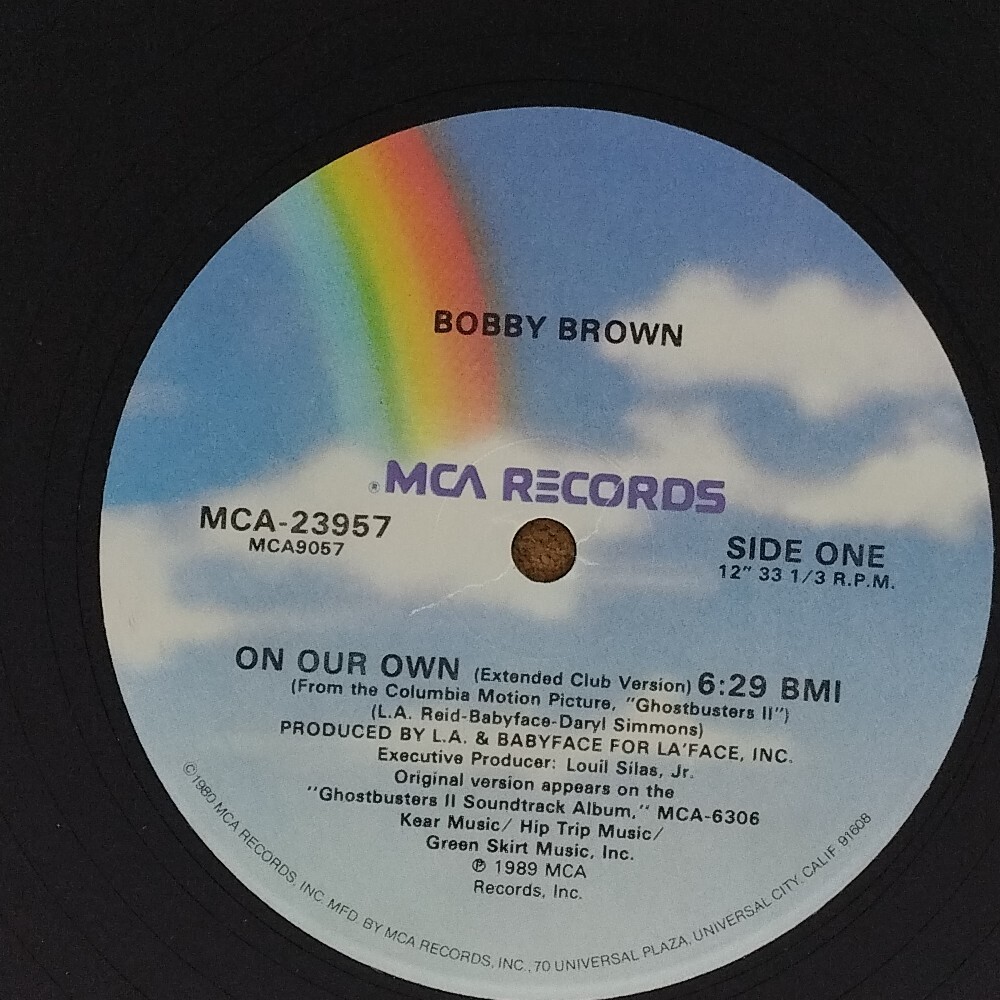 BOBBY BROWN
®MCA RECORDS
MCA-23957
MCA9057
SIDE ONE
12" 33 1/3 R.P.M.
ON OUR OWN (Extended Club Version) 6:29 BMI
(From the Columbia Motion Picture, "Ghostbusters II")
(L.A. Reid-Babyface-Daryl Simmons)
PRODUCED BY L.A. & BABYFACE FOR LA'FACE, INC.
Executive Producer: Louil Silas, Jr.
Original version appears on the
"Ghostbusters II Soundtrack Album," MCA-6306
Kear Music/ Hip Trip Music/
Green Skirt Music, Inc.
℗ 1989 MCA
Records, Inc.
©1980 MCA RECORDS, INC. MFD. BY MCA RECORDS, INC., 70 UNIVERSAL PLAZA, UNIVERSAL CITY, CALIF. 91608